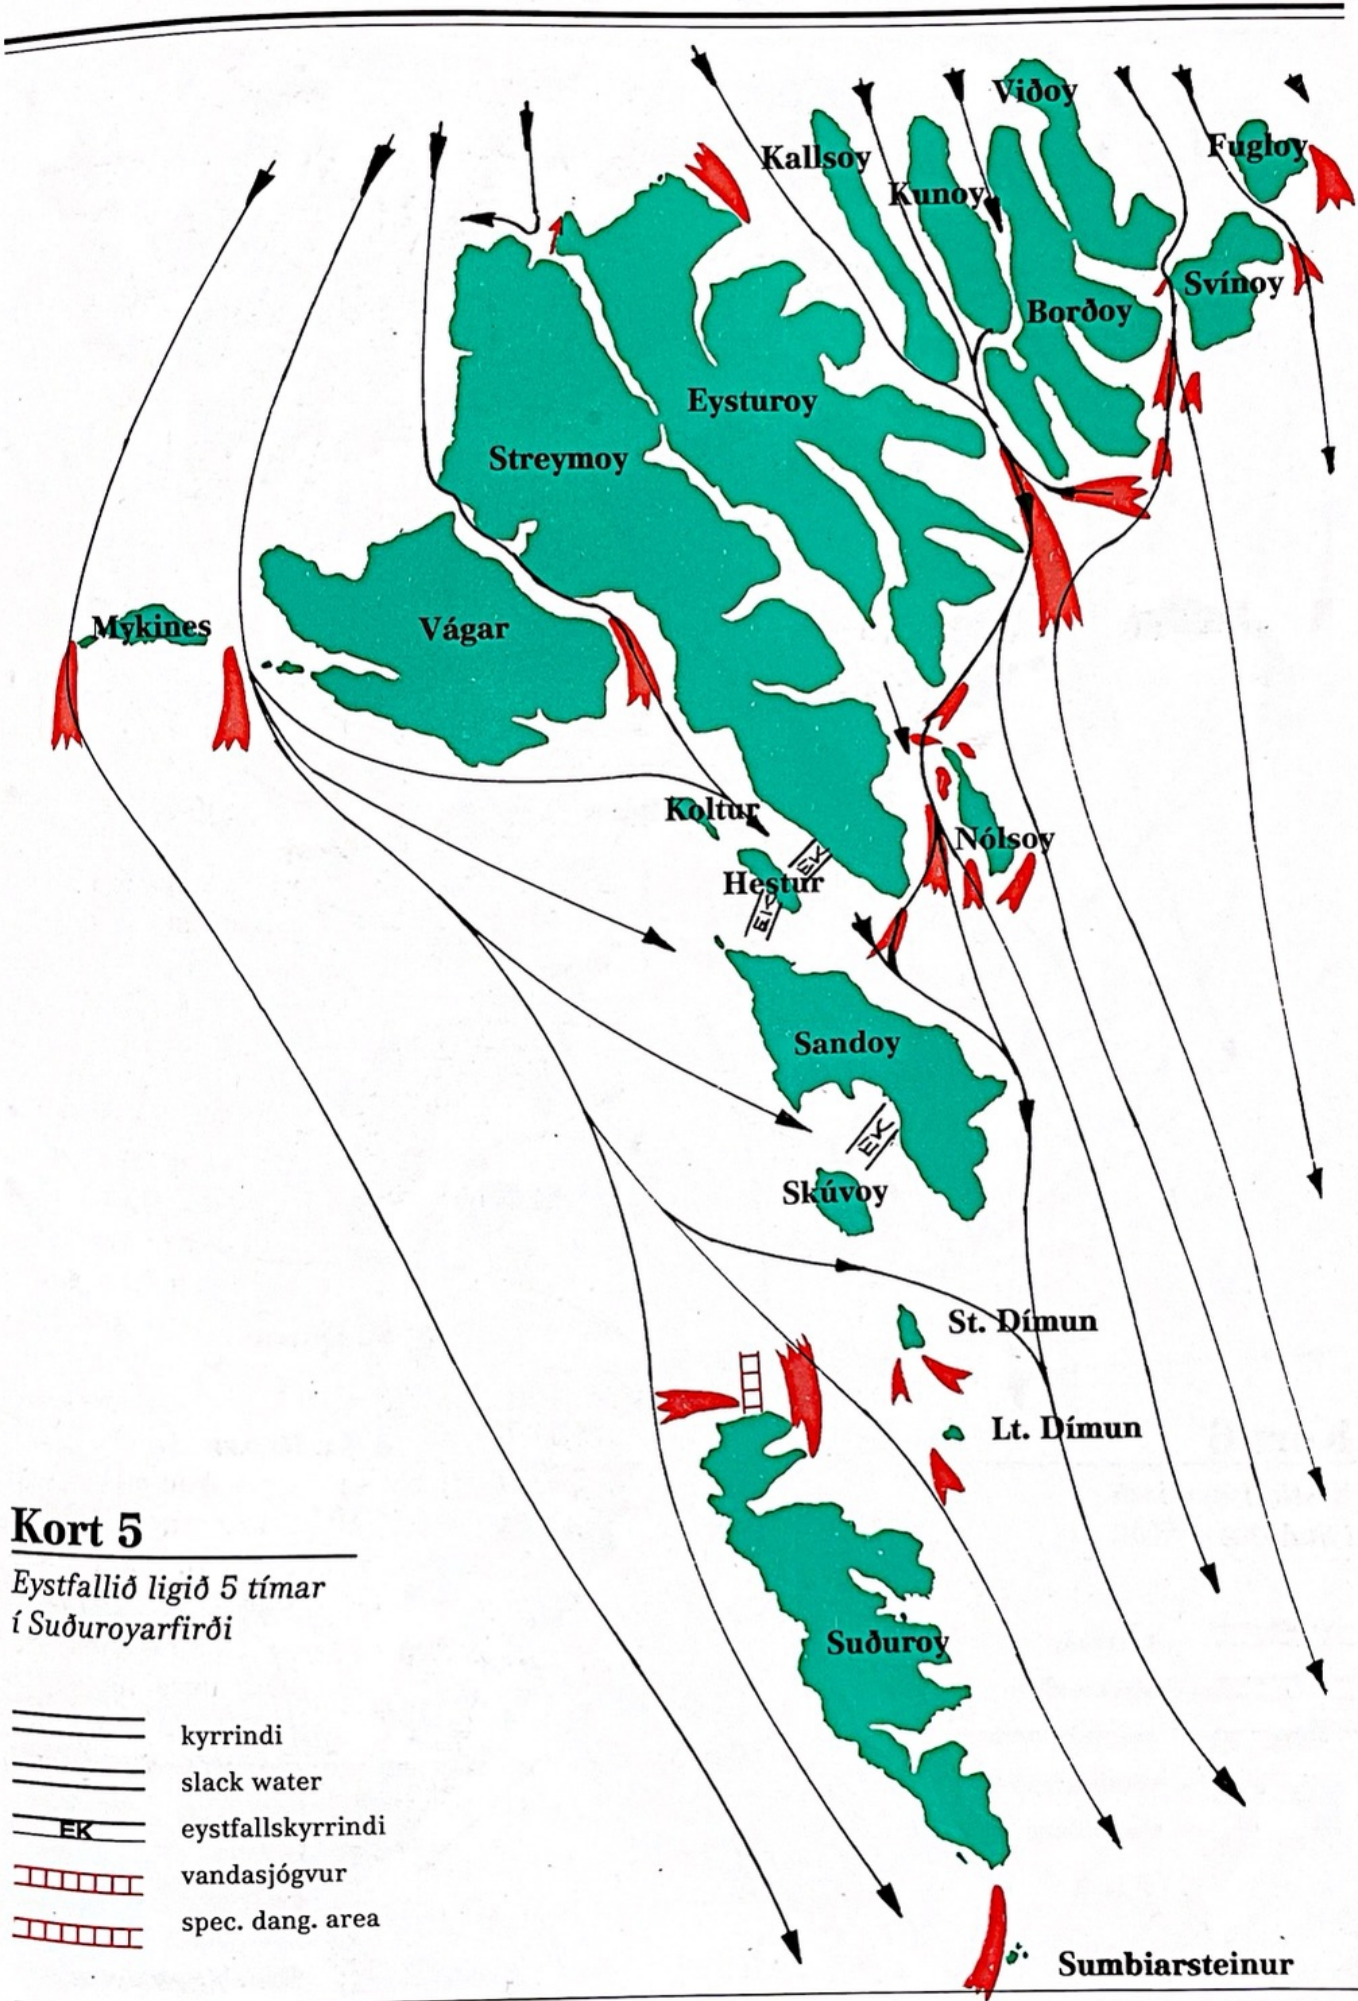 Viðoy
Fugloy
Kallsoy
Kunoy
Svínoy
Borðoy
Eysturoy
Streymoy
Mykines
Vágar
Koltur
Nólsoy
EK
Hestur
EK
Sandoy
EK
Skúvoy
St. Dímun
Lt. Dímun
Suðuroy
Sumbiarsteinur
Kort 5
Eystfallið ligið 5 tímar
í Suðuroyarfirði
kyrrindi
slack water
EK eystfallskyrrindi
vandasjógvur
spec. dang. area